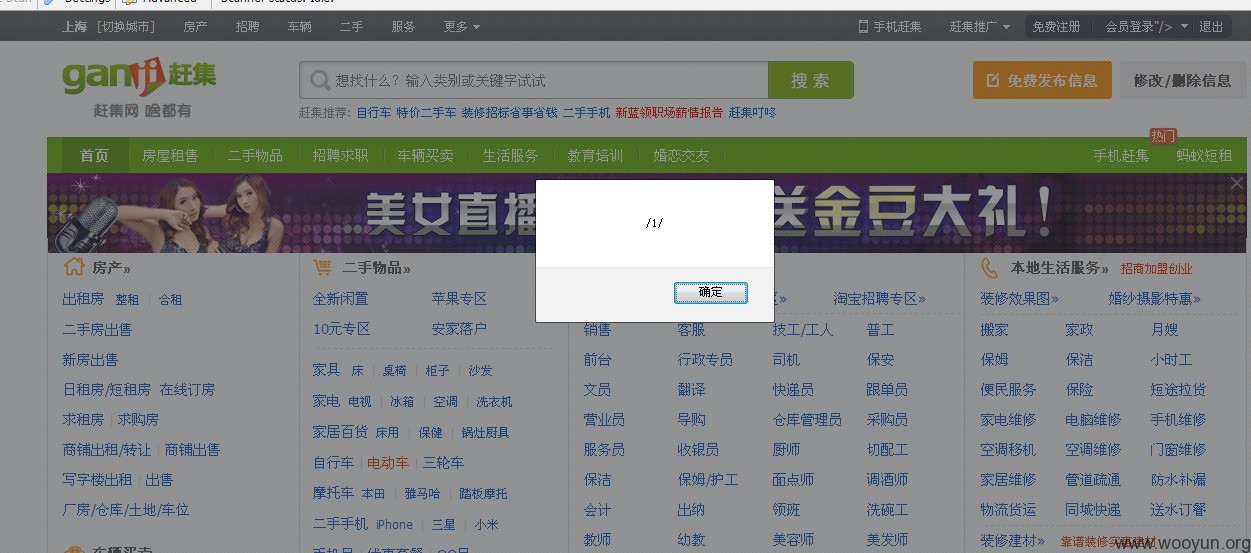 Settings Advanced Scanner status: Idle.
上海 [切换城市] 房产 招聘 车辆 二手 服务 更多 手机赶集 赶集推广 免费注册 会员登录"/> 退出
ganji 赶集
赶集网 啥都有
想找什么？输入类别或关键字试试 搜 索
免费发布信息 修改/删除信息
赶集推荐: 自行车 特价二手车 装修招标省事省钱 二手手机 新蓝领职场薪情报告 赶集叮咚
热门
首页 房屋租售 二手物品 招聘求职 车辆买卖 生活服务 教育培训 婚恋交友 手机赶集 蚂蚁短租
美女直播 送金豆大礼！
/1/
确定
房产»
出租房 整租 合租
二手房出售
新房出售
日租房/短租房 在线订房
求租房 求购房
商铺出租/转让 商铺出售
写字楼出租 出售
厂房/仓库/土地/车位
车辆买卖
二手物品»
全新闲置 苹果专区
10元专区 安家落户
家具 床 桌椅 柜子 沙发
家电 电视 冰箱 空调 洗衣机
家居百货 床用 保健 锅灶厨具
自行车 电动车 三轮车
摩托车 本田 雅马哈 踏板摩托
二手手机 iPhone 三星 小米
区» 淘宝招聘专区»
销售 客服 技工/工人 普工
前台 行政专员 司机 保安
文员 翻译 快递员 跟单员
营业员 导购 仓库管理员 采购员
服务员 收银员 厨师 切配工
保洁 保姆/护工 面点师 调酒师
会计 出纳 领班 洗碗工
教师 幼教 美容师 美发师
本地生活服务» 招商加盟创业
装修效果图» 婚纱摄影特惠»
搬家 家政 月嫂
保姆 保洁 小时工
便民服务 保险 短途拉货
家电维修 电脑维修 手机维修
空调移机 空调维修 门窗维修
家居维修 管道疏通 防水补漏
物流货运 同城快递 送水订餐
装修建材» 靠谱装修实惠建材
www.wooyun.org